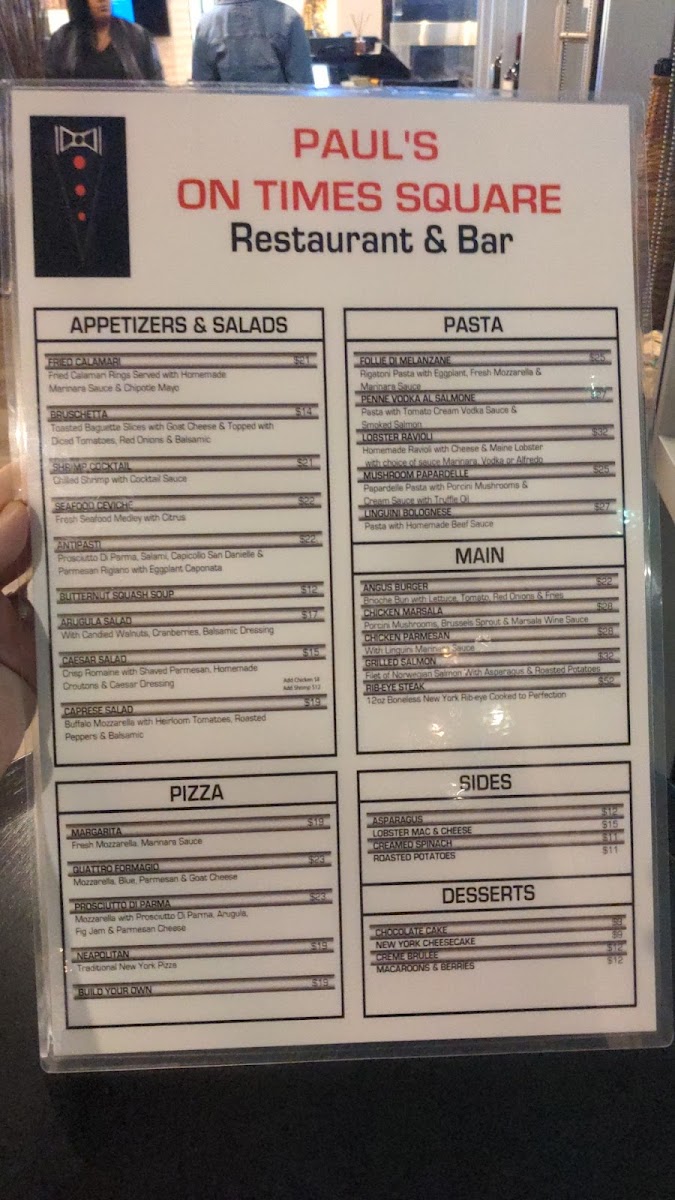 PAUL'S
ON TIMES SQUARE
Restaurant & Bar
APPETIZERS & SALADS
FRIED CALAMARI $21
Fried Calamari Rings Served with Homemade
Marinara Sauce & Chipotle Mayo
BRUSCHETTA $14
Toasted Baguette Slices with Goat Cheese & Topped with
Diced Tomatoes, Red Onions & Balsamic
SHRIMP COCKTAIL $21
Chilled Shrimp with Cocktail Sauce
SEAFOOD CEVICHE $22
Fresh Seafood Medley with Citrus
ANTIPASTI $22
Prosciutto Di Parma, Salami, Capicollo San Danielle &
Parmesan Rigiano with Eggplant Caponata
BUTTERNUT SQUASH SOUP $12
ARUGULA SALAD $17
With Candied Walnuts, Cranberries, Balsamic Dressing
CAESAR SALAD $15
Crisp Romaine with Shaved Parmesan, Homemade
Croutons & Caesar Dressing
Add Chicken $8
Add Shrimp $12
CAPRESE SALAD $19
Buffalo Mozzarella with Heirloom Tomatoes, Roasted
Peppers & Balsamic
PIZZA
MARGARITA $19
Fresh Mozzarella, Marinara Sauce
QUATTRO FORMAGIO $23
Mozzarella, Blue, Parmesan & Goat Cheese
PROSCIUTTO DI PARMA $23
Mozzarella with Prosciutto Di Parma, Arugula,
Fig Jam & Parmesan Cheese
NEAPOLITAN $19
Traditional New York Pizza
BUILD YOUR OWN $19
PASTA
FOLLIE DI MELANZANE $25
Rigatoni Pasta with Eggplant, Fresh Mozzarella &
Marinara Sauce
PENNE VODKA AL SALMONE $27
Pasta with Tomato Cream Vodka Sauce &
Smoked Salmon
LOBSTER RAVIOLI $32
Homemade Ravioli with Cheese & Maine Lobster
with choice of sauce Marinara, Vodka or Alfredo
MUSHROOM PAPARDELLE $25
Papardelle Pasta with Porcini Mushrooms &
Cream Sauce with Truffle Oil
LINGUINI BOLOGNESE $27
Pasta with Homemade Beef Sauce
MAIN
ANGUS BURGER $22
Brioche Bun with Lettuce, Tomato, Red Onions & Fries
CHICKEN MARSALA $28
Porcini Mushrooms, Brussels Sprout & Marsala Wine Sauce
CHICKEN PARMESAN $28
With Linguini Marinara Sauce
GRILLED SALMON $32
Filet of Norwegian Salmon With Asparagus & Roasted Potatoes
RIB-EYE STEAK $52
12oz Boneless New York Rib-eye Cooked to Perfection
SIDES
ASPARAGUS $12
LOBSTER MAC & CHEESE $15
CREAMED SPINACH $11
ROASTED POTATOES $11
DESSERTS
CHOCOLATE CAKE $9
NEW YORK CHEESECAKE $9
CREME BRULEE $12
MACAROONS & BERRIES $12